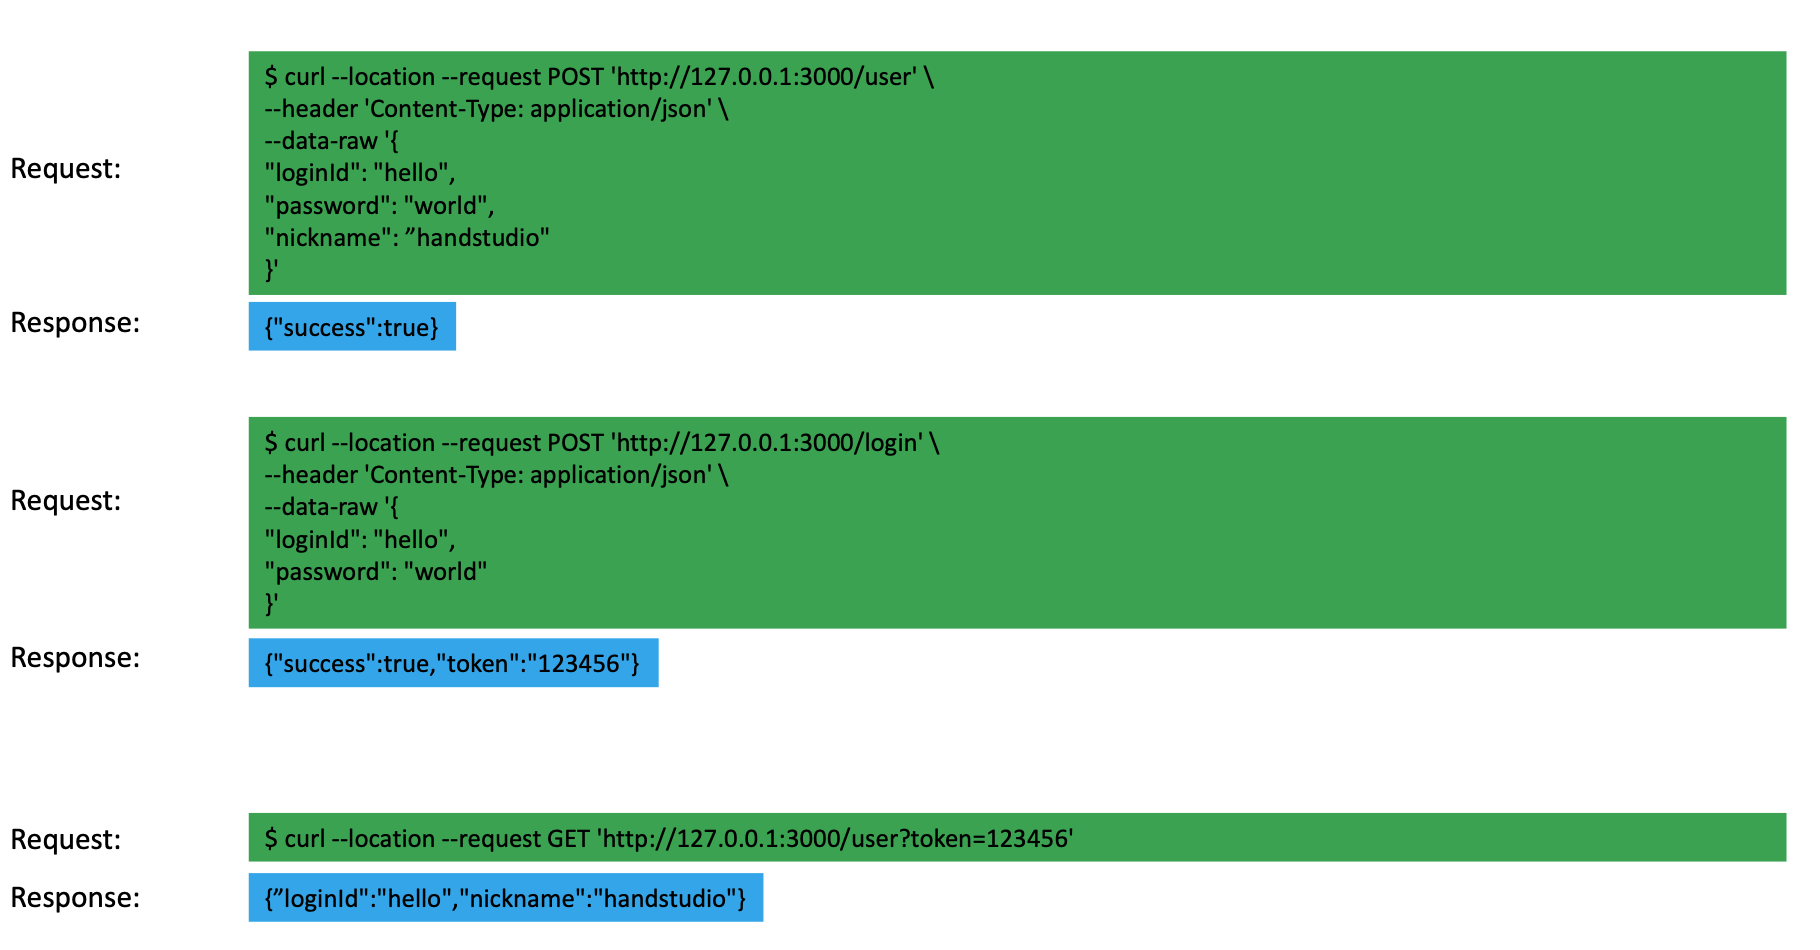 $ curl --location --request POST 'http://127.0.0.1:3000/user' \
--header 'Content-Type: application/json' \
--data-raw '{
Request:
"loginId": "hello",
"password": "world",
"nickname": ”handstudio"
}'
Response:
{"success":true}
$ curl --location --request POST 'http://127.0.0.1:3000/login' \
--header 'Content-Type: application/json' \
Request:
--data-raw '{
"loginId": "hello",
"password": "world"
}'
Response:
{"success":true,"token":"123456"}
Request:
$ curl --location --request GET 'http://127.0.0.1:3000/user?token=123456'
Response:
{”loginId":"hello","nickname":"handstudio"}